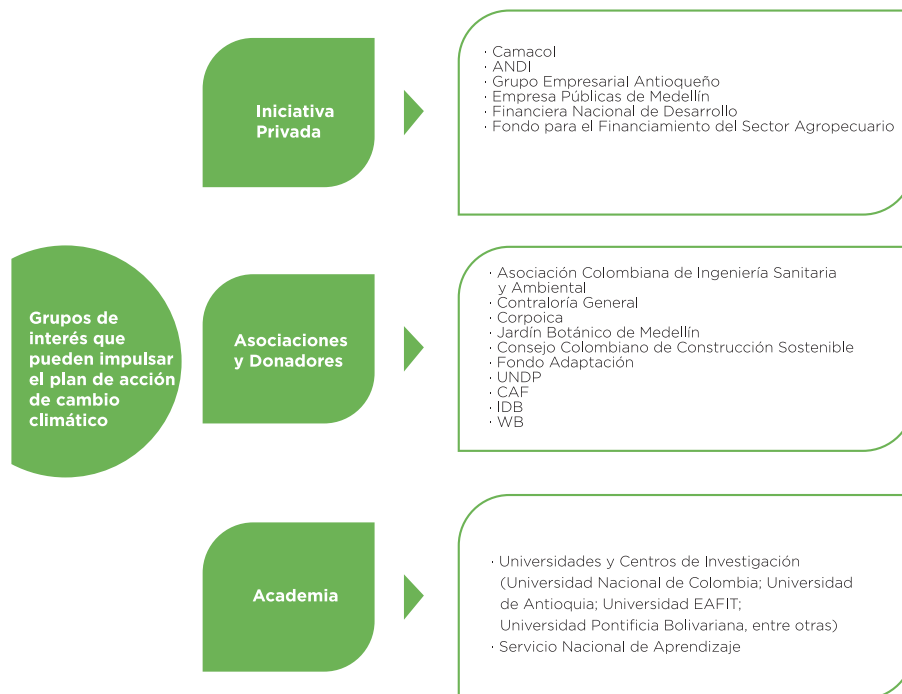 Grupos de
interés que
pueden impulsar
el plan de acción
de cambio
climático
Iniciativa
Privada
· Camacol
· ANDI
· Grupo Empresarial Antioqueño
· Empresa Públicas de Medellín
· Financiera Nacional de Desarrollo
· Fondo para el Financiamiento del Sector Agropecuario
Asociaciones
y Donadores
· Asociación Colombiana de Ingeniería Sanitaria
y Ambiental
· Contraloría General
· Corpoica
· Jardín Botánico de Medellín
· Consejo Colombiano de Construcción Sostenible
· Fondo Adaptación
· UNDP
· CAF
· IDB
· WB
Academia
· Universidades y Centros de Investigación
(Universidad Nacional de Colombia; Universidad
de Antioquia; Universidad EAFIT;
Universidad Pontificia Bolivariana, entre otras)
· Servicio Nacional de Aprendizaje